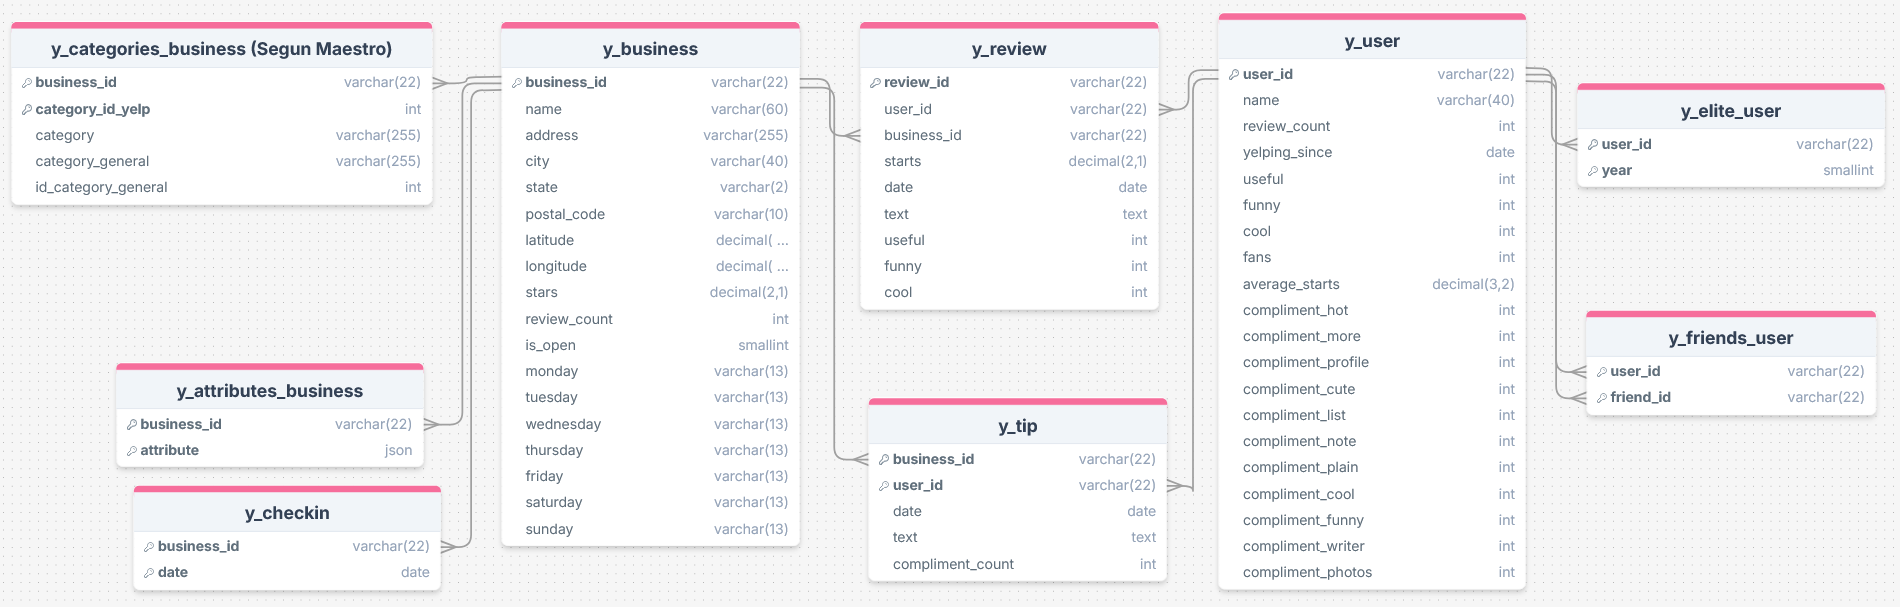 y_categories_business (Segun Maestro)
business_id varchar(22)
category_id_yelp int
category varchar(255)
category_general varchar(255)
id_category_general int
y_attributes_business
business_id varchar(22)
attribute json
y_checkin
business_id varchar(22)
date date
y_business
business_id varchar(22)
name varchar(60)
address varchar(255)
city varchar(40)
state varchar(2)
postal_code varchar(10)
latitude decimal( ...
longitude decimal( ...
stars decimal(2,1)
review_count int
is_open smallint
monday varchar(13)
tuesday varchar(13)
wednesday varchar(13)
thursday varchar(13)
friday varchar(13)
saturday varchar(13)
sunday varchar(13)
y_review
review_id varchar(22)
user_id varchar(22)
business_id varchar(22)
starts decimal(2,1)
date date
text text
useful int
funny int
cool int
y_tip
business_id varchar(22)
user_id varchar(22)
date date
text text
compliment_count int
y_user
user_id varchar(22)
name varchar(40)
review_count int
yelping_since date
useful int
funny int
cool int
fans int
average_starts decimal(3,2)
compliment_hot int
compliment_more int
compliment_profile int
compliment_cute int
compliment_list int
compliment_note int
compliment_plain int
compliment_cool int
compliment_funny int
compliment_writer int
compliment_photos int
y_elite_user
user_id varchar(22)
year smallint
y_friends_user
user_id varchar(22)
friend_id varchar(22)